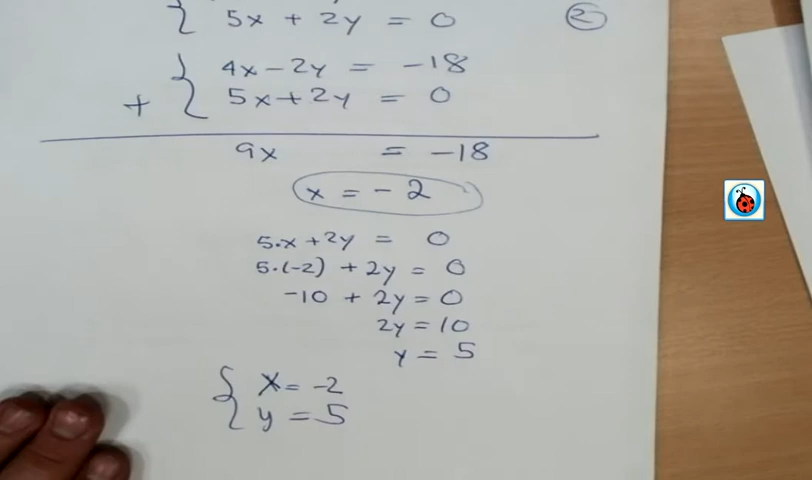 { 5x + 2y = 0 (2)
{ 4x - 2y = -18
+ { 5x + 2y = 0
9x = -18
x = -2
5·x + 2y = 0
5·(-2) + 2y = 0
-10 + 2y = 0
2y = 10
y = 5
{ x = -2
y = 5